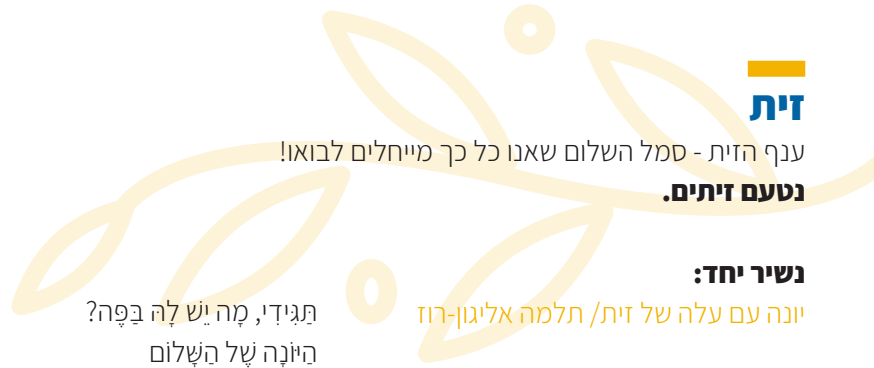 זית
ענף הזית - סמל השלום שאנו כל כך מייחלים לבואו!
נטעם זיתים.
נשיר יחד:
יונה עם עלה של זית/ תלמה אליגון-רוז
תַּגִּידִי, מָה יֵשׁ לָהּ בַּפֶּה?
הַיּוֹנָה שֶׁל הַשָּׁלוֹם